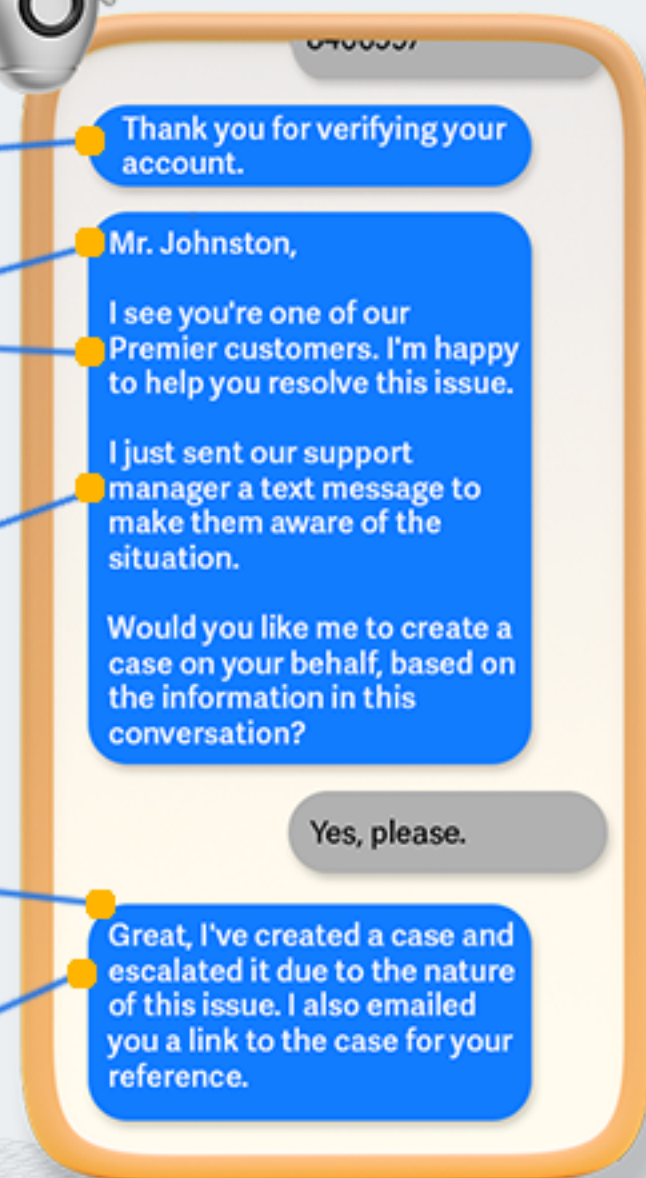 Thank you for verifying your
account.
Mr. Johnston,
I see you're one of our
Premier customers. I'm happy
to help you resolve this issue.
I just sent our support
manager a text message to
make them aware of the
situation.
Would you like me to create a
case on your behalf, based on
the information in this
conversation?
Yes, please.
Great, I've created a case and
escalated it due to the nature
of this issue. I also emailed
you a link to the case for your
reference.